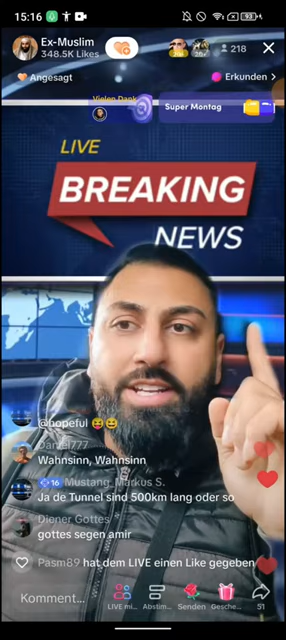 15:16
93
Ex-Muslim
348.5K Likes
218
Angesagt
Erkunden >
Vielen Dank
Super Montag
LIVE
BREAKING
NEWS
@hopeful 😝😆
Daniel777
Wahnsinn, Wahnsinn
16 Mustang_Markus S.
Ja de Tunnel sind 500km lang oder so
Diener Gottes
gottes segen amir
Pasm89 hat dem LIVE einen Like gegeben
Komment...
LIVE mi...
Abstim...
Senden
Gesche...
51